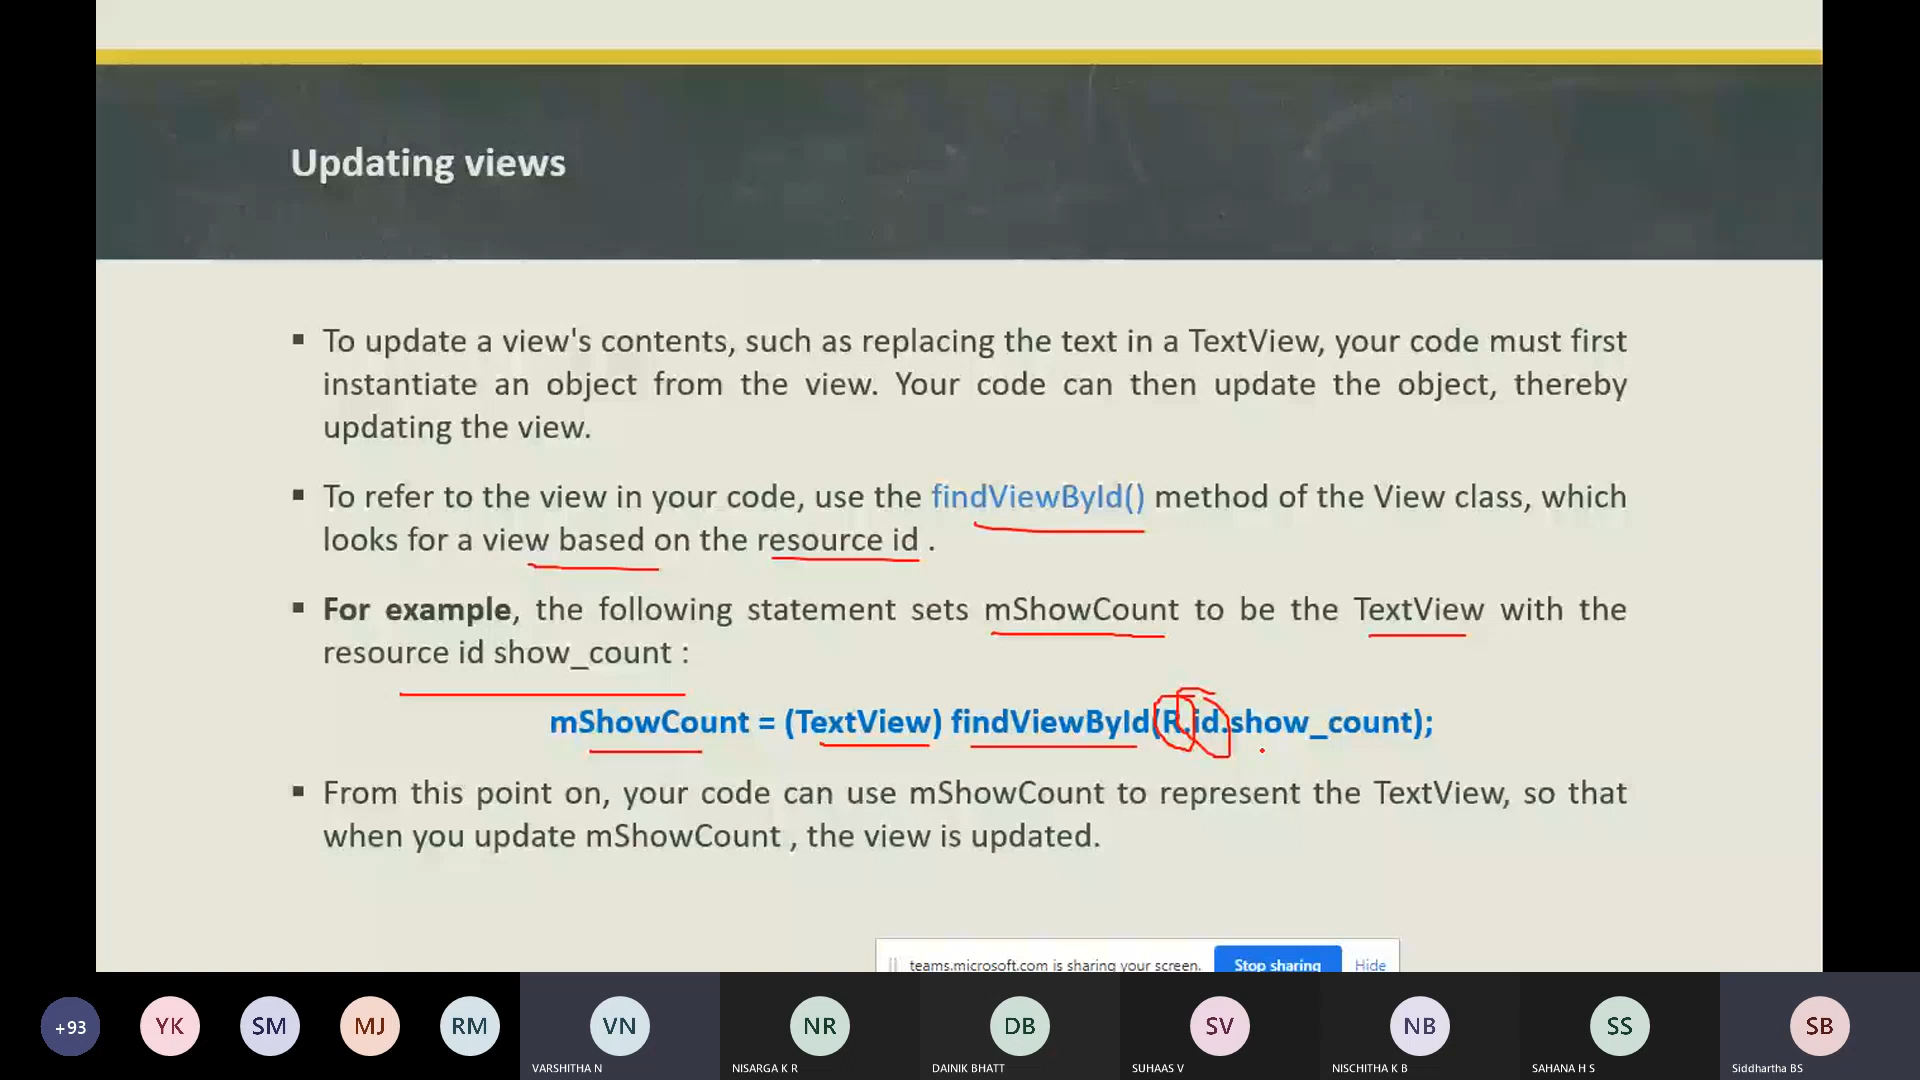 Updating views
▪ To update a view's contents, such as replacing the text in a TextView, your code must first
instantiate an object from the view. Your code can then update the object, thereby
updating the view.
▪ To refer to the view in your code, use the findViewById() method of the View class, which
looks for a view based on the resource id .
▪ For example, the following statement sets mShowCount to be the TextView with the
resource id show_count :
mShowCount = (TextView) findViewById(R.id.show_count);
▪ From this point on, your code can use mShowCount to represent the TextView, so that
when you update mShowCount , the view is updated.
teams.microsoft.com is sharing your screen. Stop sharing Hide
+93 YK SM MJ RM VN NR DB SV NB SS SB
VARSHITHA N NISARGA K R DAINIK BHATT SUHAAS V NISCHITHA K B SAHANA H S Siddhartha BS